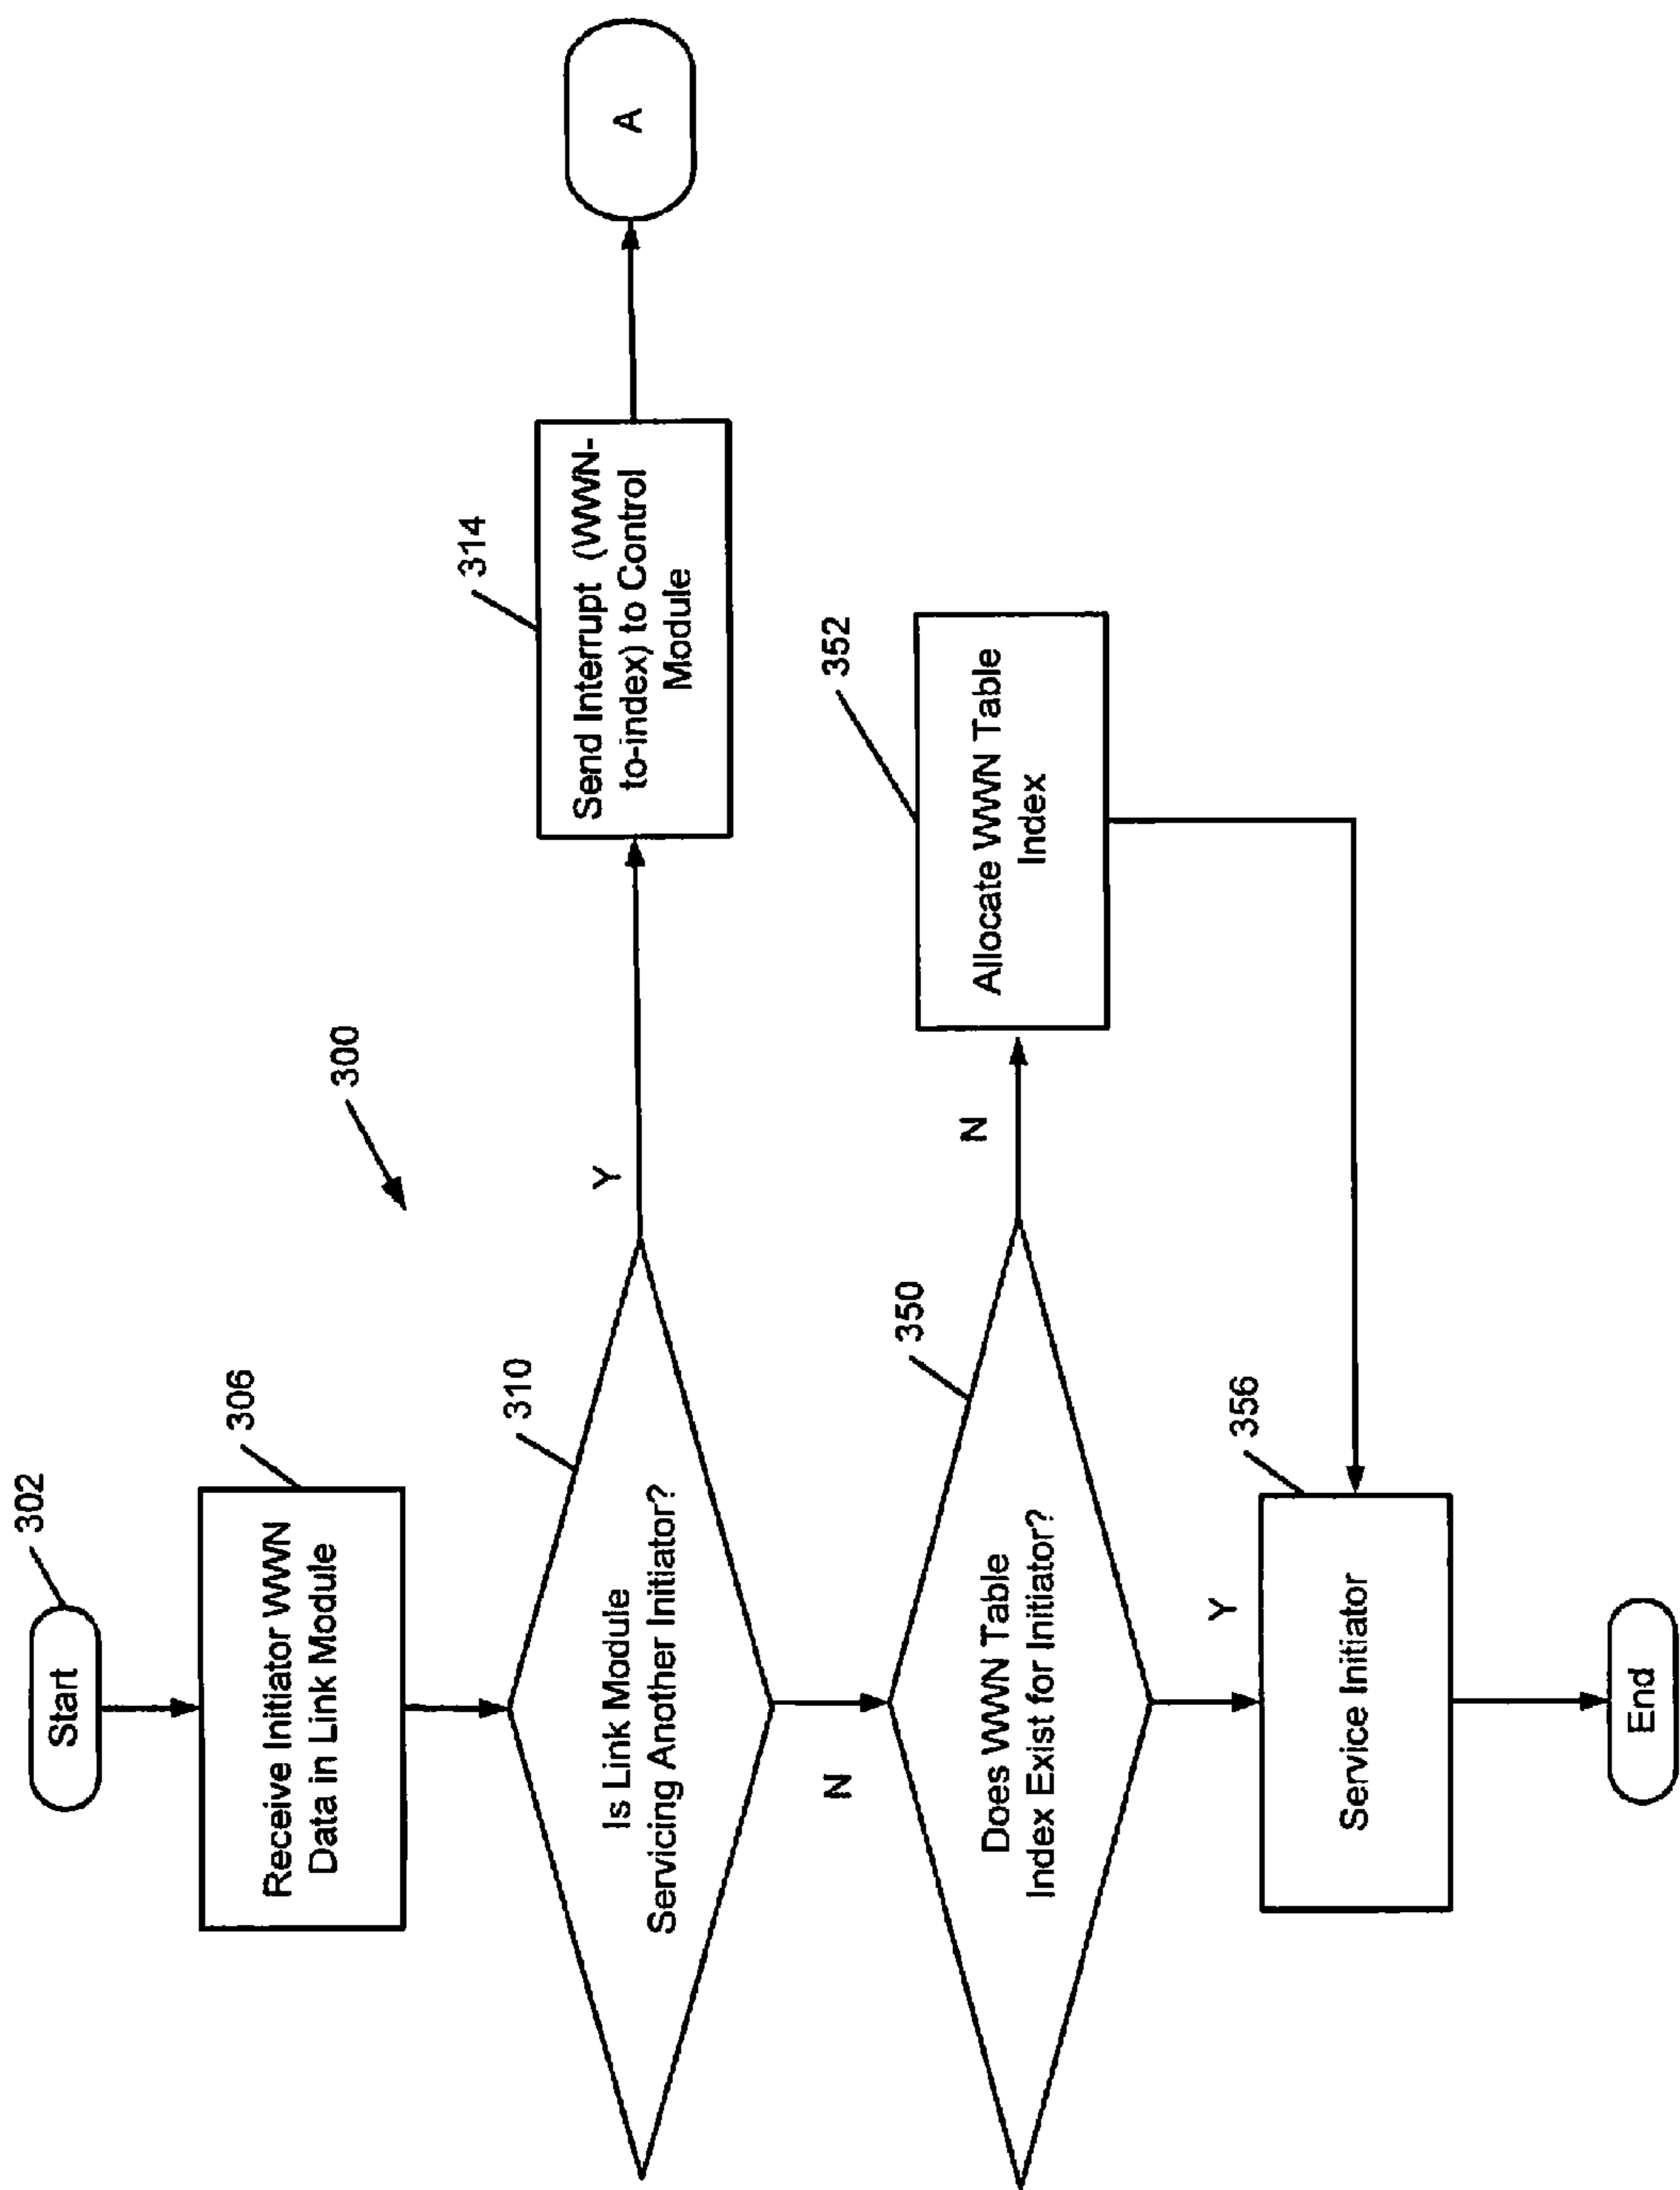 300
Start
302
Receive Initiator WWN
Data in Link Module
306
Is Link Module
Servicing Another Initiator?
310
Y
Send Interrupt (WWN-
to-index) to Control
Module
314
A
N
Does WWN Table
Index Exist for Initiator?
350
N
Allocate WWN Table
Index
352
Y
Service Initiator
356
End